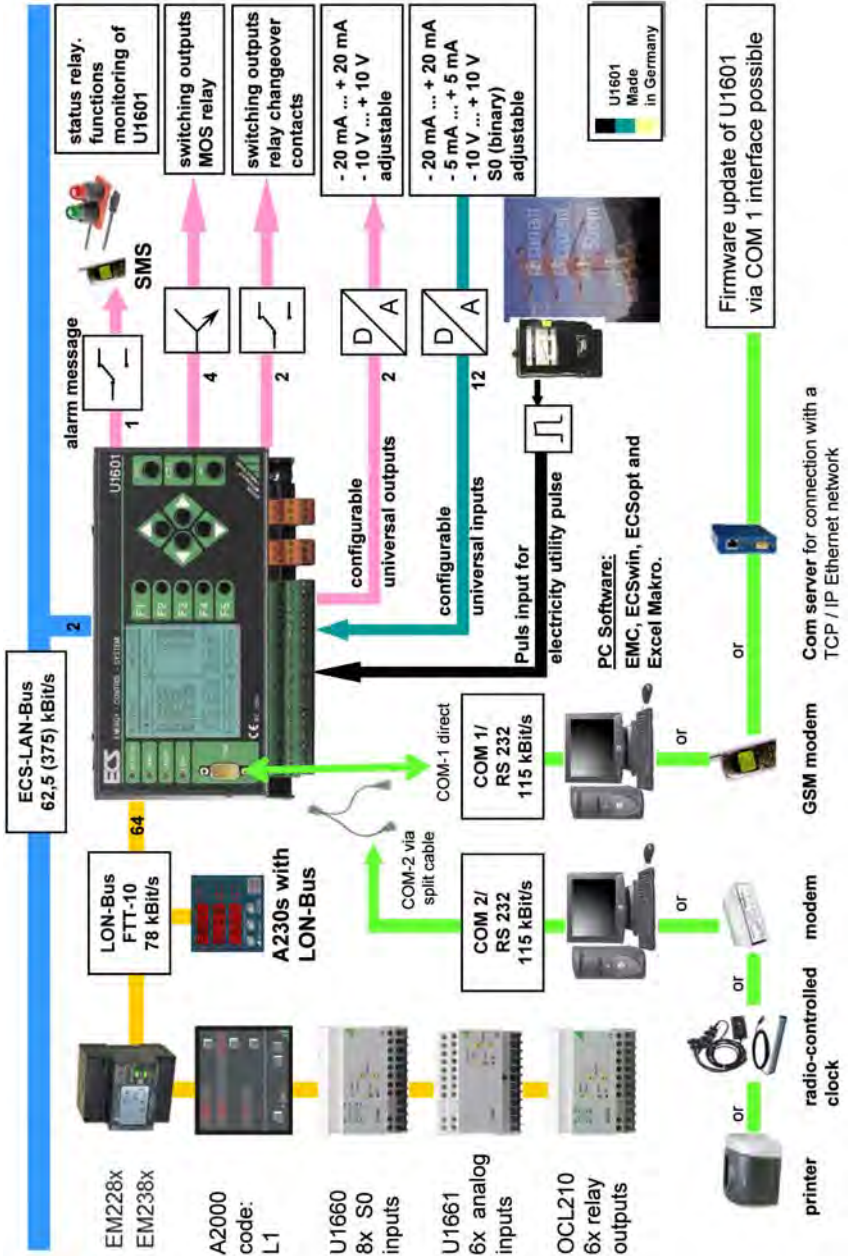 ECS-LAN-Bus
62,5 (375) kBit/s
2
LON-Bus
FTT-10
78 kBit/s
64
EM228x
EM238x
A230s with
LON-Bus
A2000
code:
L1
U1660
8x S0
inputs
U1661
6x analog
inputs
OCL210
6x relay
outputs
ECS
ENERGY - CONTROL - SYSTEM
U1601
F1
F2
F3
F4
F5
CE
alarm message
1
SMS
status relay.
functions
monitoring of
U1601
4
switching outputs
MOS relay
2
switching outputs
relay changeover
contacts
configurable
universal outputs
2
D
A
- 20 mA ... + 20 mA
- 10 V ... + 10 V
adjustable
configurable
universal inputs
12
D
A
- 20 mA ... + 20 mA
- 5 mA ... + 5 mA
- 10 V ... + 10 V
S0 (binary)
adjustable
Puls input for
electricity utility pulse
U1601
Made
in Germany
COM-1 direct
COM-2 via
split cable
COM 1/
RS 232
115 kBit/s
COM 2/
RS 232
115 kBit/s
PC Software:
EMC, ECSwin, ECSopt and
Excel Makro.
or
or
or
or
or
printer
radio-controlled
clock
modem
GSM modem
Com server for connection with a
TCP / IP Ethernet network
Firmware update of U1601
via COM 1 interface possible